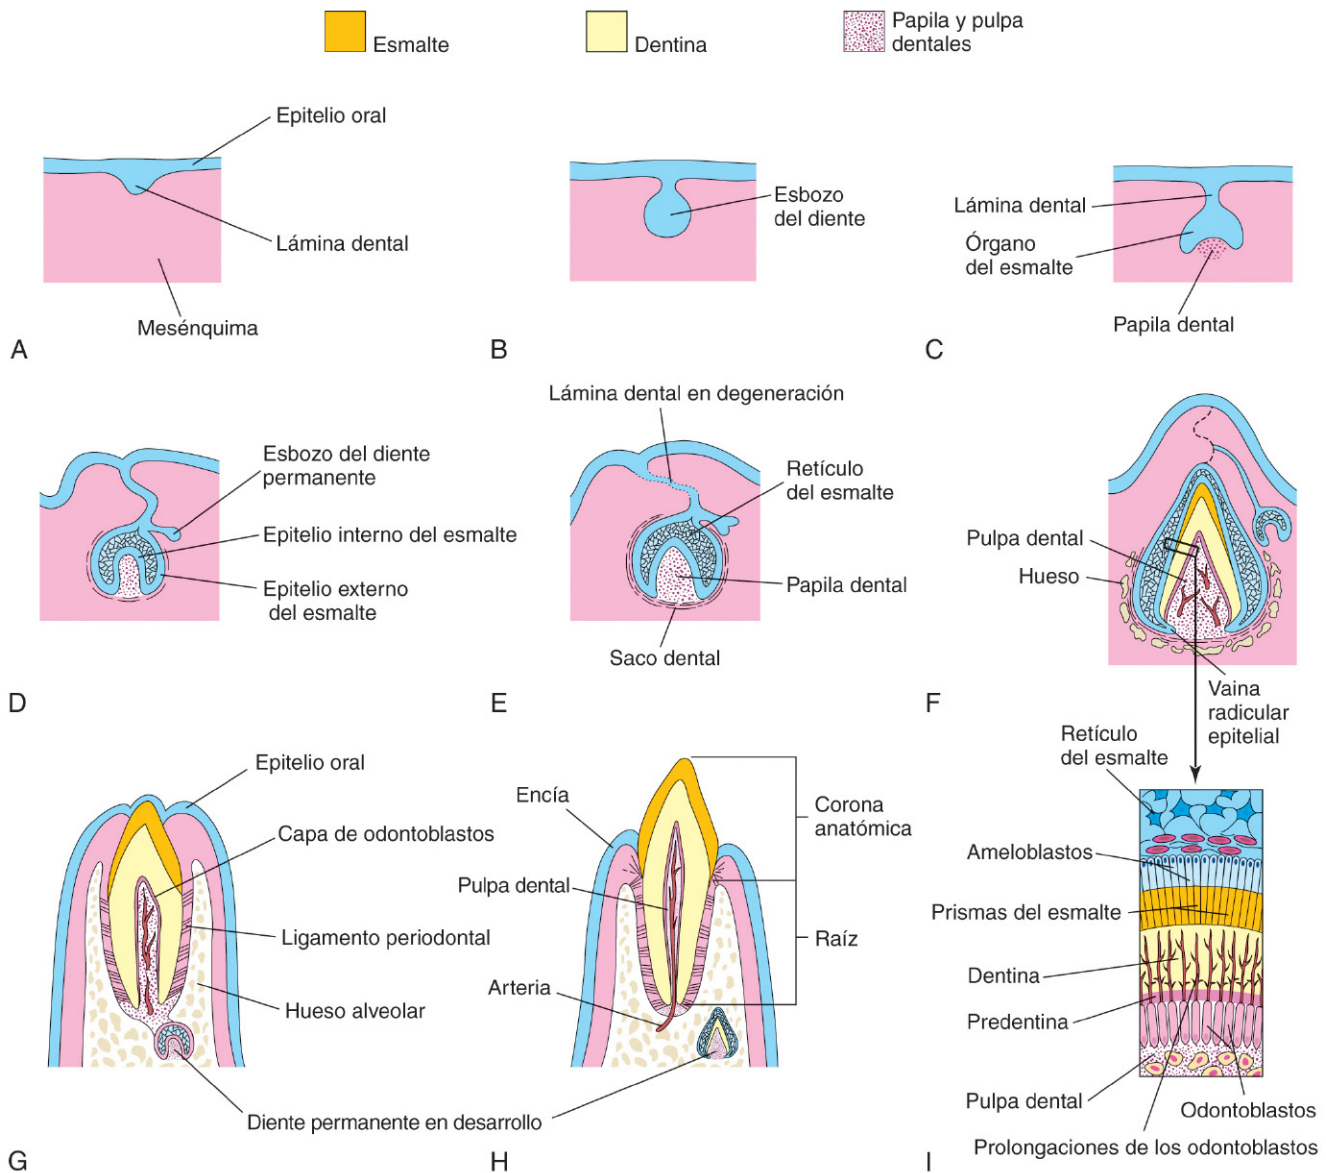 Esmalte
Dentina
Papila y pulpa
dentales
Epitelio oral
Lámina dental
Mesénquima
A
Esbozo
del diente
B
Lámina dental
Órgano
del esmalte
Papila dental
C
Esbozo del diente
permanente
Epitelio interno del esmalte
Epitelio externo
del esmalte
D
Lámina dental en degeneración
Retículo
del esmalte
Papila dental
Saco dental
E
Pulpa dental
Hueso
Vaina
radicular
epitelial
F
Epitelio oral
Capa de odontoblastos
Ligamento periodontal
Hueso alveolar
Diente permanente en desarrollo
G
Encía
Pulpa dental
Arteria
Corona
anatómica
Raíz
H
Retículo
del esmalte
Ameloblastos
Prismas del esmalte
Dentina
Predentina
Pulpa dental
Odontoblastos
Prolongaciones de los odontoblastos
I